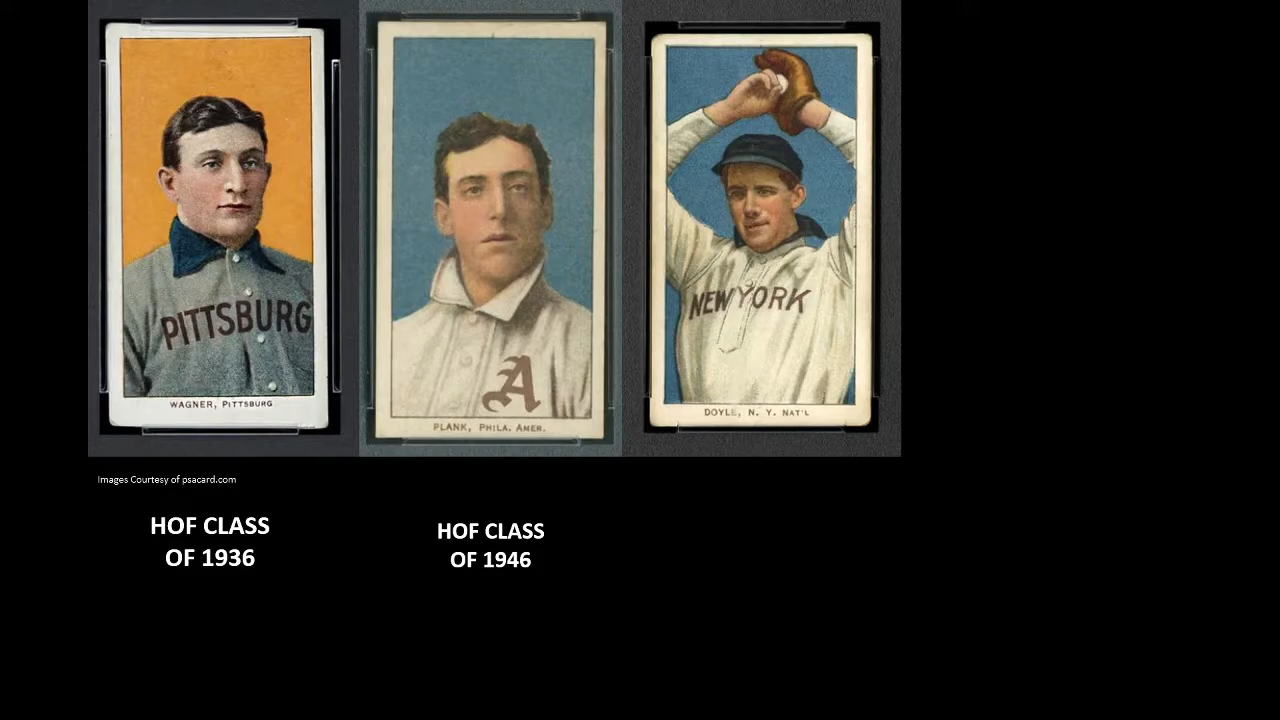 PITTSBURG
WAGNER, PITTSBURG
A
PLANK, PHILA. AMER.
NEW YORK
DOYLE, N. Y. NAT'L
Images Courtesy of psacard.com
HOF CLASS
OF 1936
HOF CLASS
OF 1946